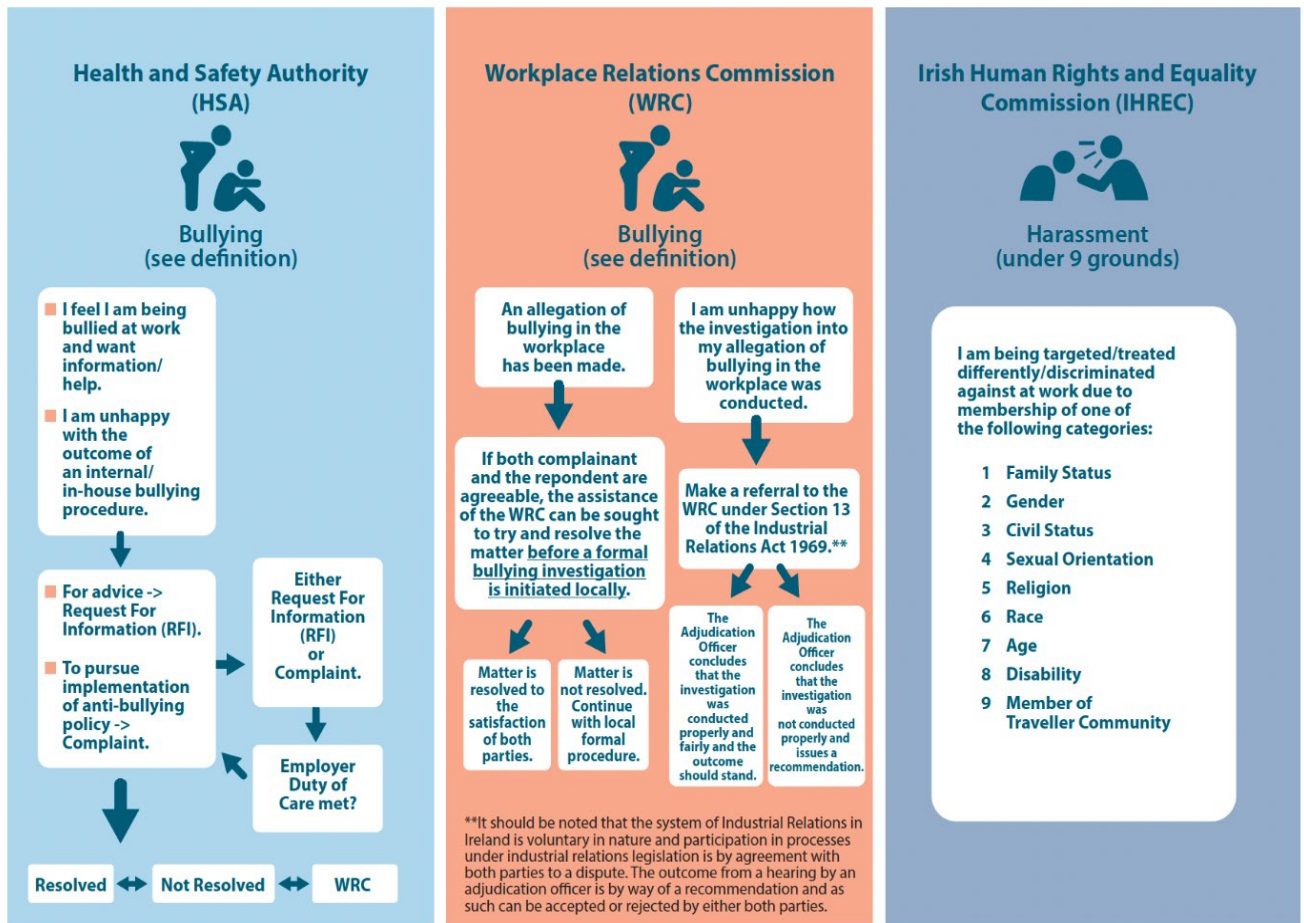 Health and Safety Authority
(HSA)
Bullying
(see definition)
I feel I am being
bullied at work
and want
information/
help.
I am unhappy
with the
outcome of
an internal/
in-house bullying
procedure.
For advice ->
Request For
Information (RFI).
To pursue
implementation
of anti-bullying
policy ->
Complaint.
Either
Request For
Information
(RFI)
or
Complaint.
Employer
Duty of
Care met?
Resolved
Not Resolved
WRC
Workplace Relations Commission
(WRC)
Bullying
(see definition)
An allegation of
bullying in the
workplace
has been made.
If both complainant
and the repondent are
agreeable, the assistance
of the WRC can be sought
to try and resolve the
matter before a formal
bullying investigation
is initiated locally.
Matter is
resolved to
the
satisfaction
of both
parties.
Matter is
not resolved.
Continue
with local
formal
procedure.
I am unhappy how
the investigation into
my allegation of
bullying in the
workplace was
conducted.
Make a referral to the
WRC under Section 13
of the Industrial
Relations Act 1969.**
The
Adjudication
Officer
concludes
that the
investigation
was
conducted
properly and
fairly and the
outcome
should stand.
The
Adjudication
Officer
concludes
that the
investigation
was
not conducted
properly and
issues a
recommendation.
**It should be noted that the system of Industrial Relations in
Ireland is voluntary in nature and participation in processes
under industrial relations legislation is by agreement with
both parties to a dispute. The outcome from a hearing by an
adjudication officer is by way of a recommendation and as
such can be accepted or rejected by either both parties.
Irish Human Rights and Equality
Commission (IHREC)
Harassment
(under 9 grounds)
I am being targeted/treated
differently/discriminated
against at work due to
membership of one of
the following categories:
1 Family Status
2 Gender
3 Civil Status
4 Sexual Orientation
5 Religion
6 Race
7 Age
8 Disability
9 Member of
Traveller Community